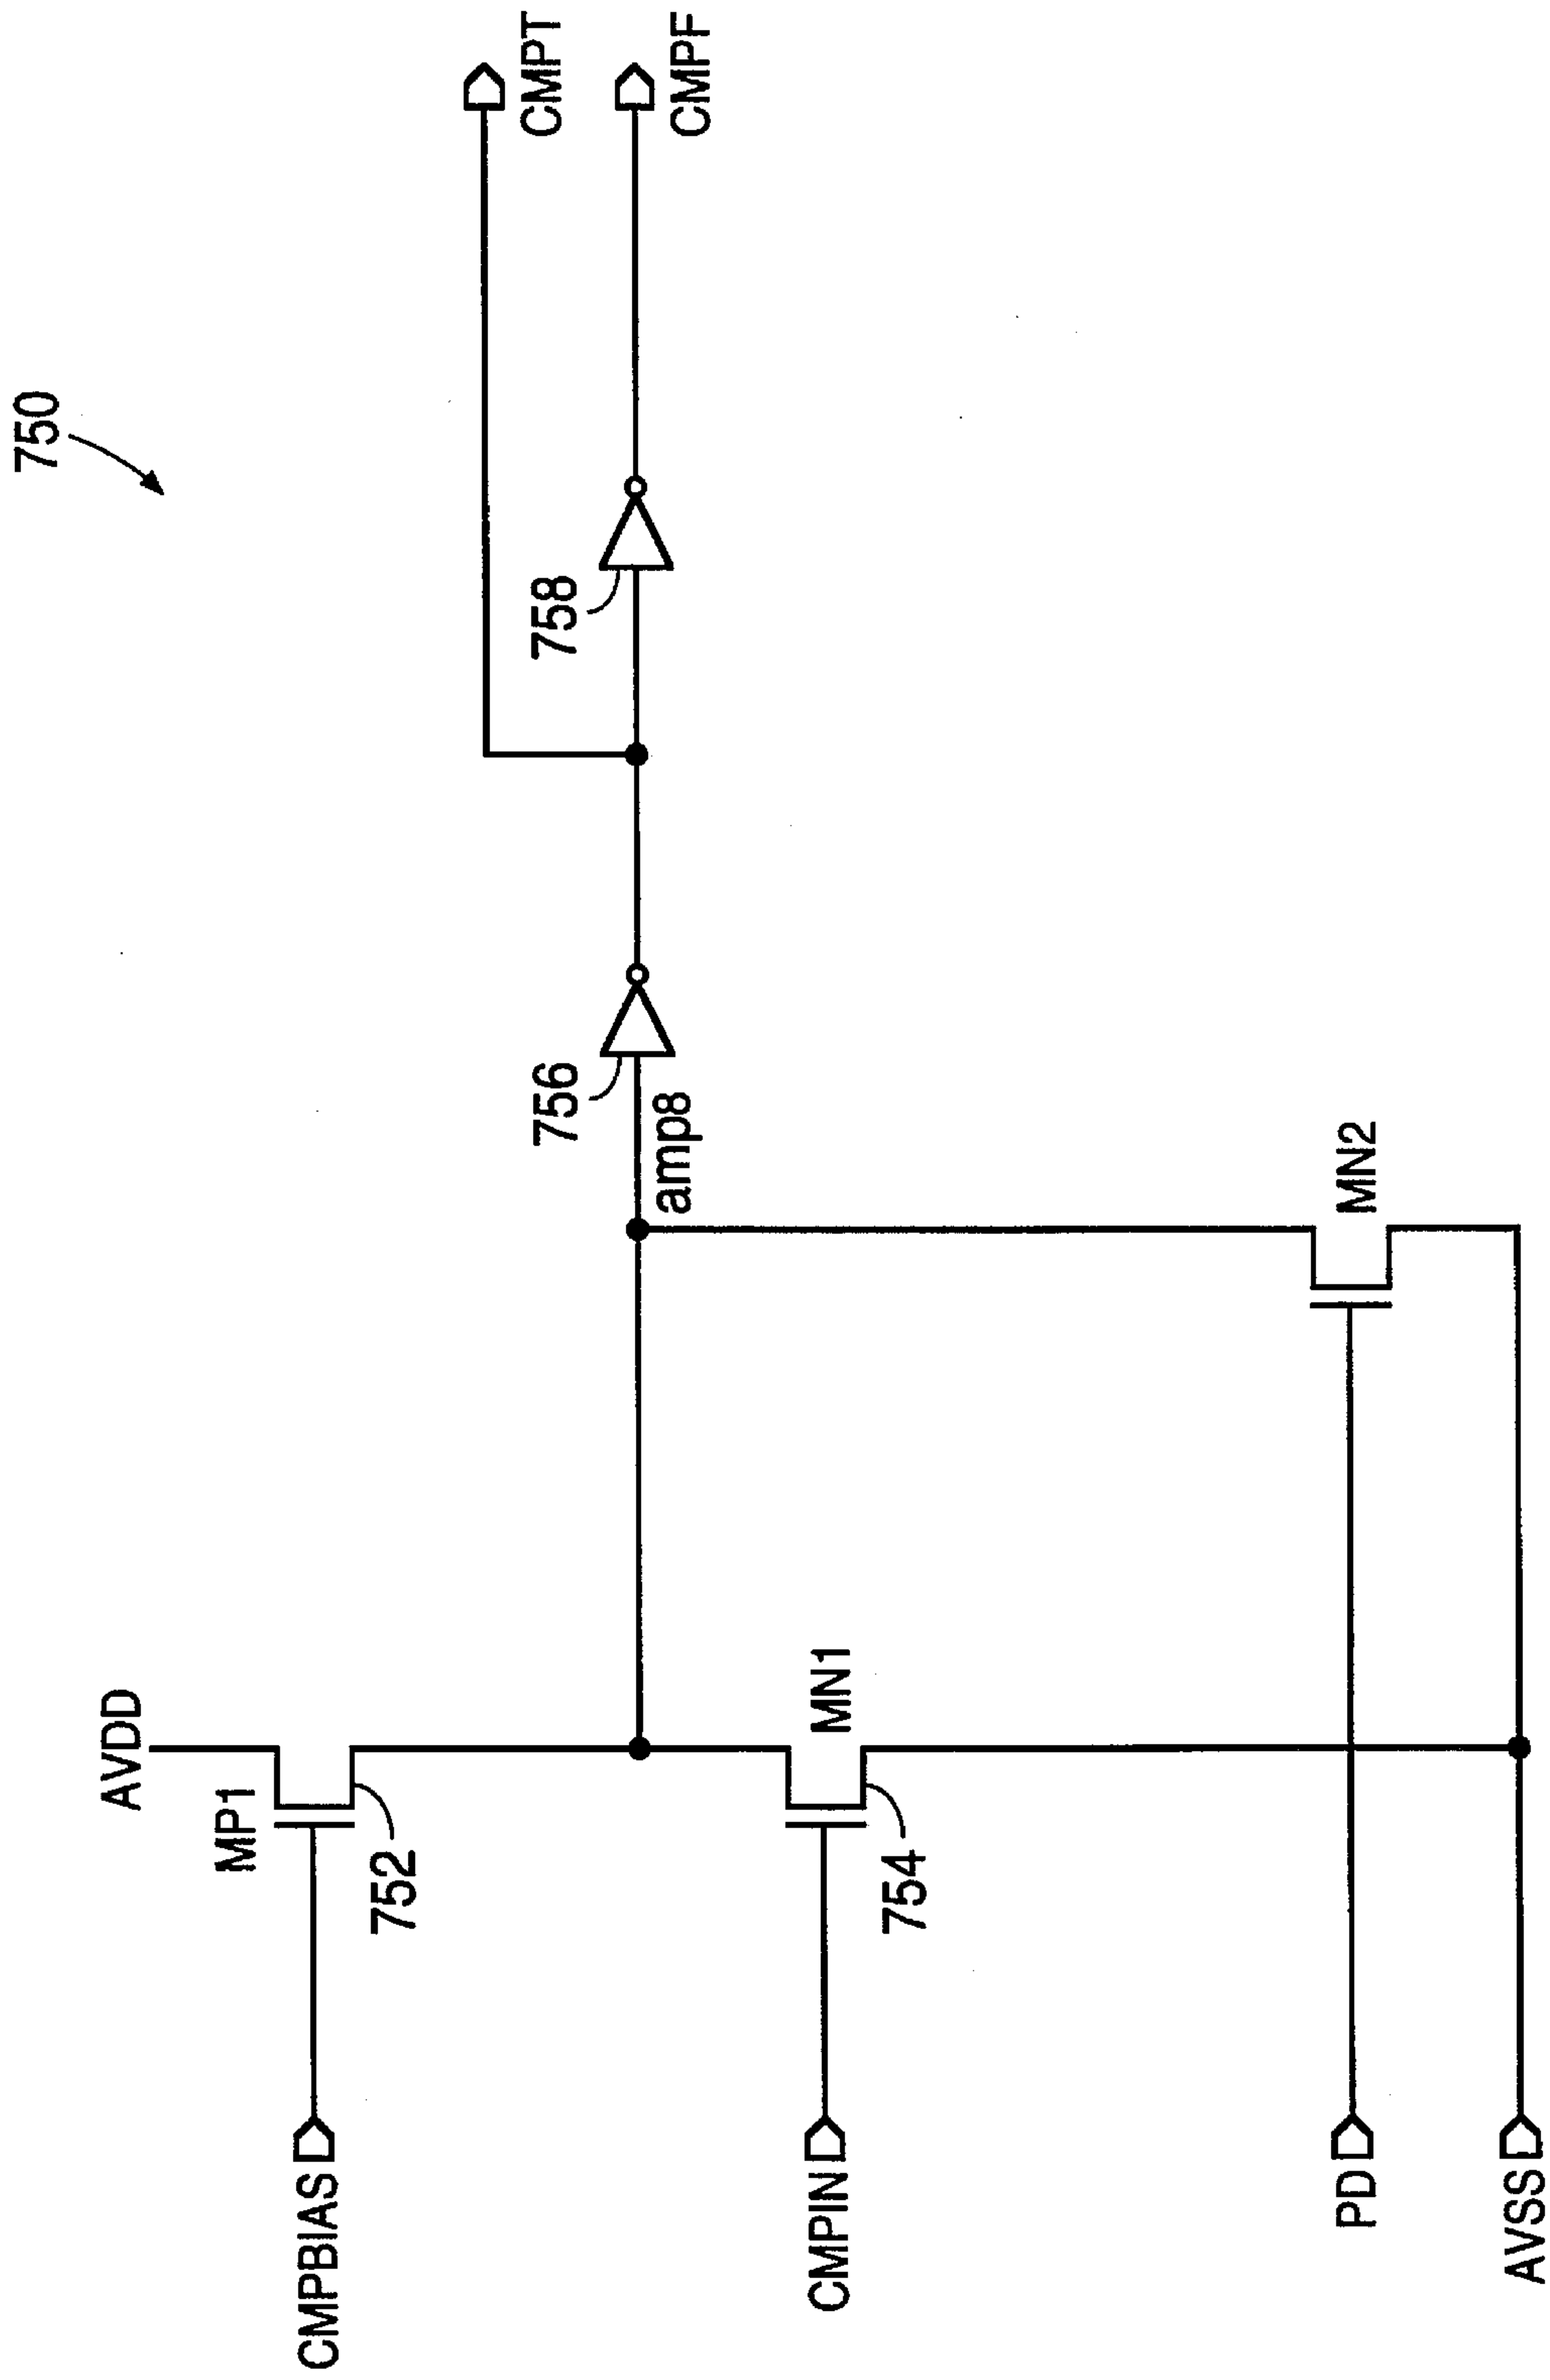 750
AVDD
MP1
CMPBIAS
752
CMPT
758
756
CMPF
amp8
MN1
CMPIN
754
MN2
PD
AVSS